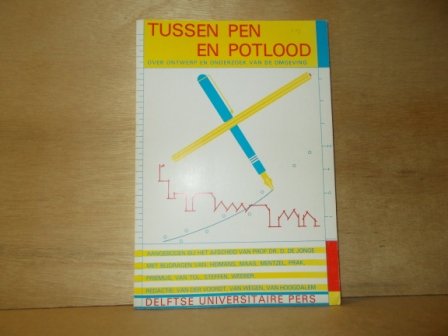 TUSSEN PEN
EN POTLOOD
OVER ONTWERP EN ONDERZOEK VAN DE OMGEVING
AANGEBODEN BIJ HET AFSCHEID VAN PROF. DR. D. DE JONGE
MET BIJDRAGEN VAN: HOMANS, MAAS, MENTZEL, PRAK,
PRIEMUS, VAN TOL, STEFFEN, WEEBER
REDACTIE: VAN DER VOORDT, VAN WEGEN, VAN HOOGDALEM
DELFTSE UNIVERSITAIRE PERS